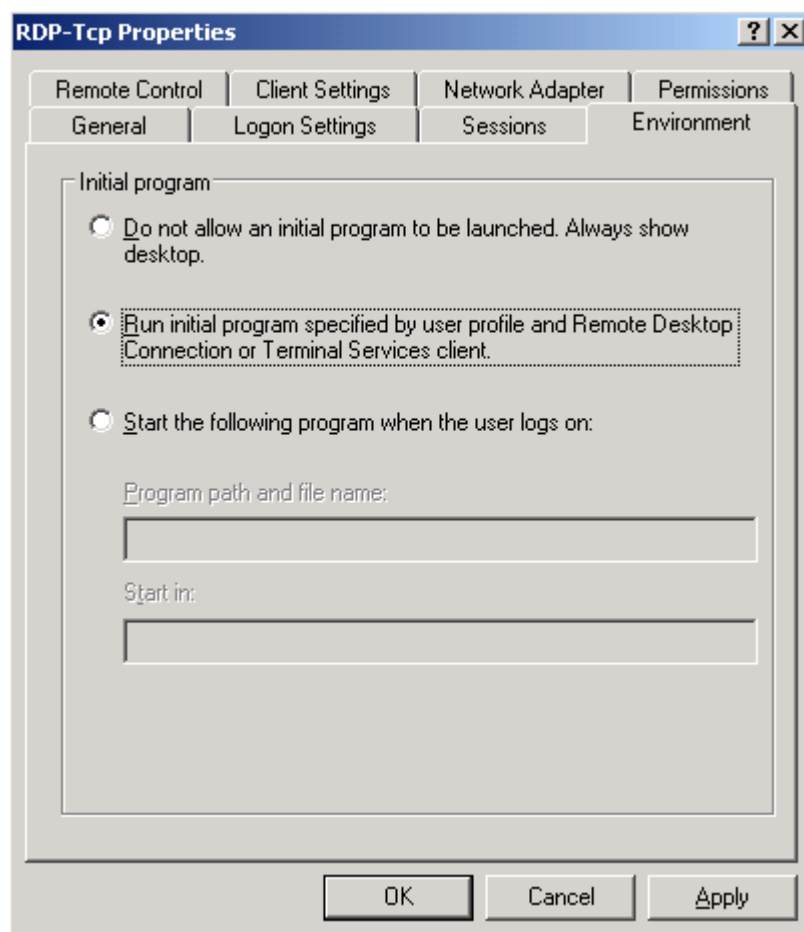 RDP-Tcp Properties
Remote Control Client Settings Network Adapter Permissions
General Logon Settings Sessions Environment
Initial program
Do not allow an initial program to be launched. Always show
desktop.
Run initial program specified by user profile and Remote Desktop
Connection or Terminal Services client.
Start the following program when the user logs on:
Program path and file name:
Start in:
OK Cancel Apply